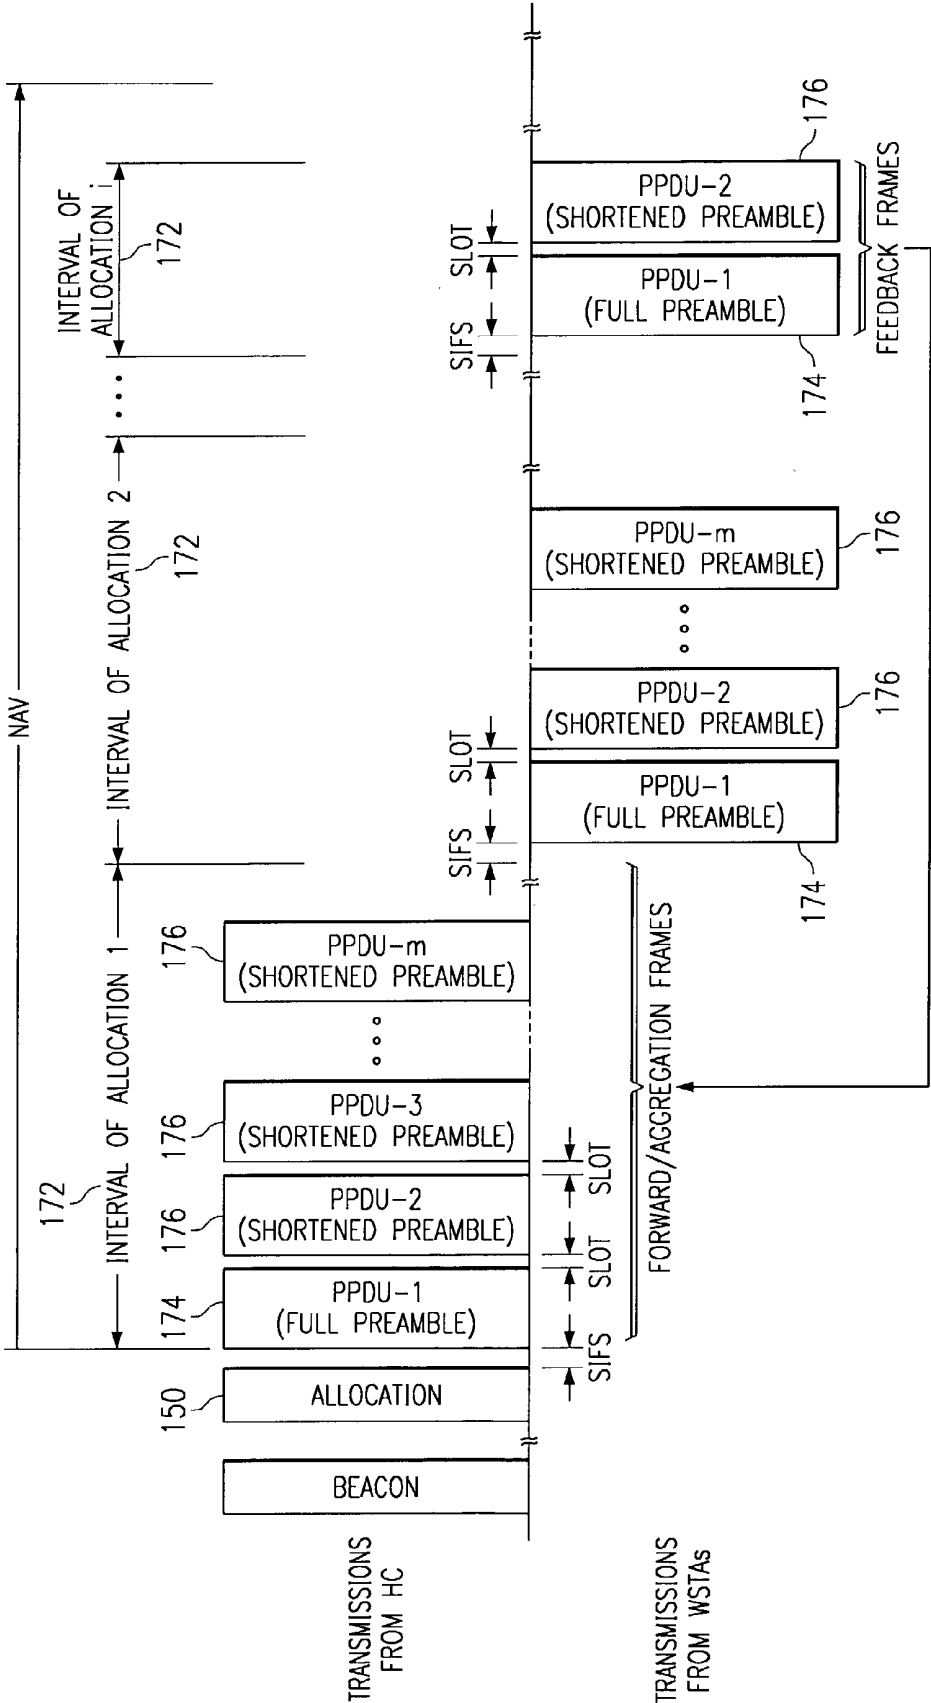 NAV
INTERVAL OF ALLOCATION 1
172
INTERVAL OF ALLOCATION 2
172
...
INTERVAL OF
ALLOCATION i
172
TRANSMISSIONS
FROM HC
BEACON
150
ALLOCATION
174
PPDU-1
(FULL PREAMBLE)
176
PPDU-2
(SHORTENED PREAMBLE)
176
PPDU-3
(SHORTENED PREAMBLE)
176
PPDU-m
(SHORTENED PREAMBLE)
SIFS
SLOT
SLOT
SIFS
SLOT
SIFS
SLOT
TRANSMISSIONS
FROM WSTAs
FORWARD/AGGREGATION FRAMES
PPDU-1
(FULL PREAMBLE)
174
PPDU-2
(SHORTENED PREAMBLE)
176
PPDU-m
(SHORTENED PREAMBLE)
176
PPDU-1
(FULL PREAMBLE)
174
PPDU-2
(SHORTENED PREAMBLE)
176
FEEDBACK FRAMES